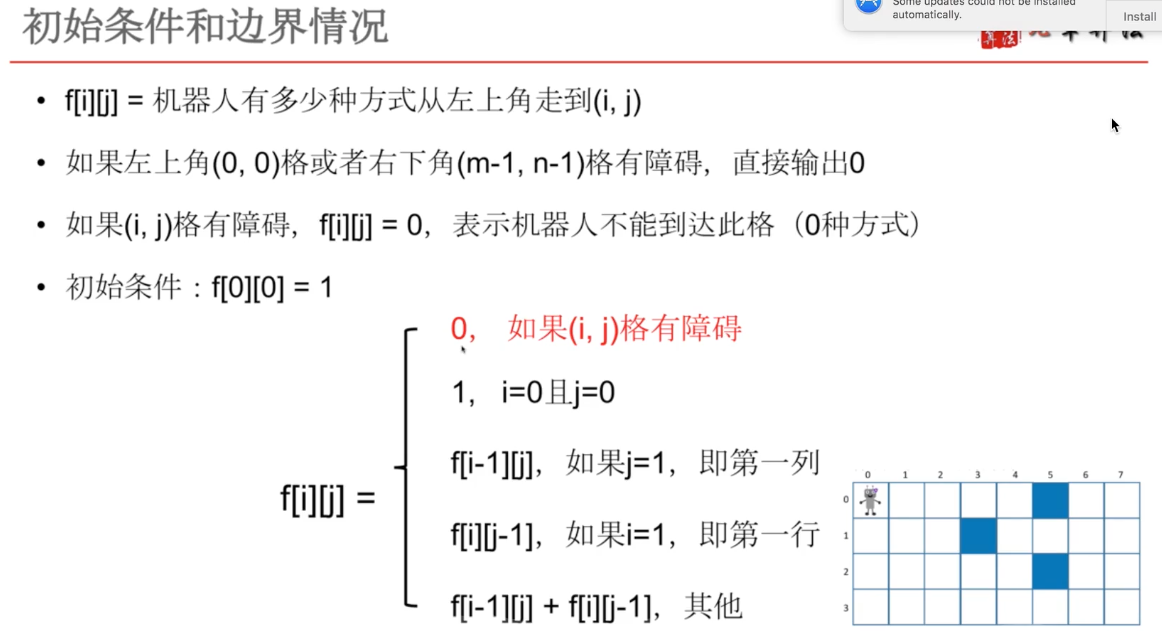 初始条件和边界情况
Some updates could not be installed
automatically.
Install
算法
• f[i][j] = 机器人有多少种方式从左上角走到(i, j)
• 如果左上角(0, 0)格或者右下角(m-1, n-1)格有障碍，直接输出0
• 如果(i, j)格有障碍，f[i][j] = 0，表示机器人不能到达此格（0种方式）
• 初始条件：f[0][0] = 1
f[i][j] =
0, 如果(i, j)格有障碍
1, i=0且j=0
f[i-1][j]，如果j=1，即第一列
f[i][j-1]，如果i=1，即第一行
f[i-1][j] + f[i][j-1]，其他
0 1 2 3 4 5 6 7
0
1
2
3